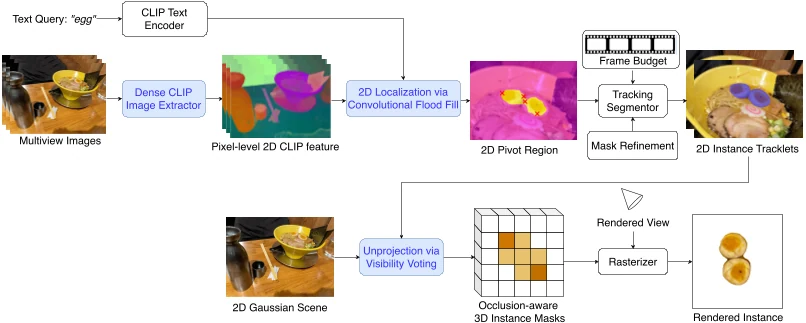 Text Query: "egg"
CLIP Text
Encoder
Frame Budget
Dense CLIP
Image Extractor
2D Localization via
Convolutional Flood Fill
Tracking
Segmentor
Mask Refinement
Multiview Images
Pixel-level 2D CLIP feature
2D Pivot Region
2D Instance Tracklets
Rendered View
Unprojection via
Visibility Voting
Rasterizer
2D Gaussian Scene
Occlusion-aware
3D Instance Masks
Rendered Instance